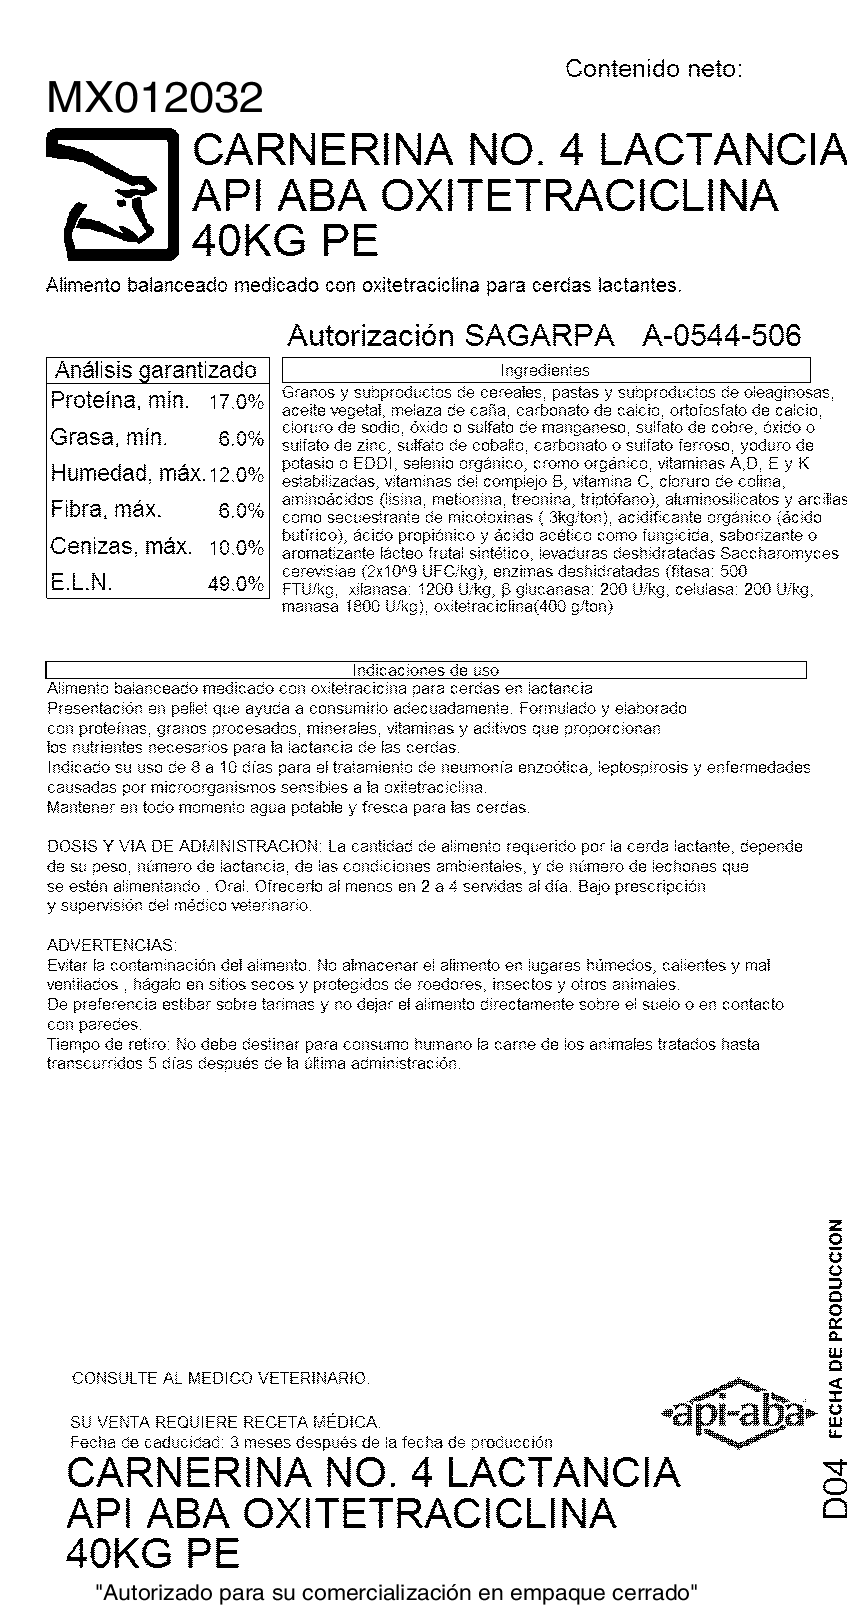 Contenido neto:
MX012032
CARNERINA NO. 4 LACTANCIA
API ABA OXITETRACICLINA
40KG PE
Alimento balanceado medicado con oxitetraciclina para cerdas lactantes.
Autorización SAGARPA A-0544-506
Análisis garantizado
Proteína, mín. 17.0%
Grasa, mín. 6.0%
Humedad, máx. 12.0%
Fibra, máx. 6.0%
Cenizas, máx. 10.0%
E.L.N. 49.0%
Ingredientes
Granos y subproductos de cereales, pastas y subproductos de oleaginosas,
aceite vegetal, melaza de caña, carbonato de calcio, ortofosfato de calcio,
cloruro de sodio, óxido o sulfato de manganeso, sulfato de cobre, óxido o
sulfato de zinc, sulfato de cobalto, carbonato o sulfato ferroso, yoduro de
potasio o EDDI, selenio orgánico, cromo orgánico, vitaminas A,D, E y K
estabilizadas, vitaminas del complejo B, vitamina C, cloruro de colina,
aminoácidos (lisina, metionina, treonina, triptófano), aluminosilicatos y arcillas
como secuestrante de micotoxinas ( 3kg/ton), acidificante orgánico (ácido
butírico), ácido propiónico y ácido acético como fungicida, saborizante o
aromatizante lácteo frutal sintético, levaduras deshidratadas Saccharomyces
cerevisiae (2x10^9 UFC/kg), enzimas deshidratadas (fitasa: 500
FTU/kg, xilanasa: 1200 U/kg, β glucanasa: 200 U/kg, celulasa: 200 U/kg,
manasa 1800 U/kg), oxitetraciclina(400 g/ton)
Indicaciones de uso
Alimento balanceado medicado con oxitetracicina para cerdas en lactancia
Presentación en pellet que ayuda a consumirlo adecuadamente. Formulado y elaborado
con proteínas, granos procesados, minerales, vitaminas y aditivos que proporcionan
los nutrientes necesarios para la lactancia de las cerdas.
Indicado su uso de 8 a 10 días para el tratamiento de neumonía enzoótica, leptospirosis y enfermedades
causadas por microorganismos sensibles a la oxitetraciclina.
Mantener en todo momento agua potable y fresca para las cerdas.
DOSIS Y VIA DE ADMINISTRACION: La cantidad de alimento requerido por la cerda lactante, depende
de su peso, número de lactancia, de las condiciones ambientales, y de número de lechones que
se estén alimentando . Oral. Ofrecerlo al menos en 2 a 4 servidas al día. Bajo prescripción
y supervisión del médico veterinario.
ADVERTENCIAS:
Evitar la contaminación del alimento. No almacenar el alimento en lugares húmedos, calientes y mal
ventilados , hágalo en sitios secos y protegidos de roedores, insectos y otros animales.
De preferencia estibar sobre tarimas y no dejar el alimento directamente sobre el suelo o en contacto
con paredes.
Tiempo de retiro: No debe destinar para consumo humano la carne de los animales tratados hasta
transcurridos 5 días después de la última administración.
FECHA DE PRODUCCION
D04
CONSULTE AL MEDICO VETERINARIO.
api-aba
SU VENTA REQUIERE RECETA MÉDICA.
Fecha de caducidad: 3 meses después de la fecha de producción
CARNERINA NO. 4 LACTANCIA
API ABA OXITETRACICLINA
40KG PE
"Autorizado para su comercialización en empaque cerrado"